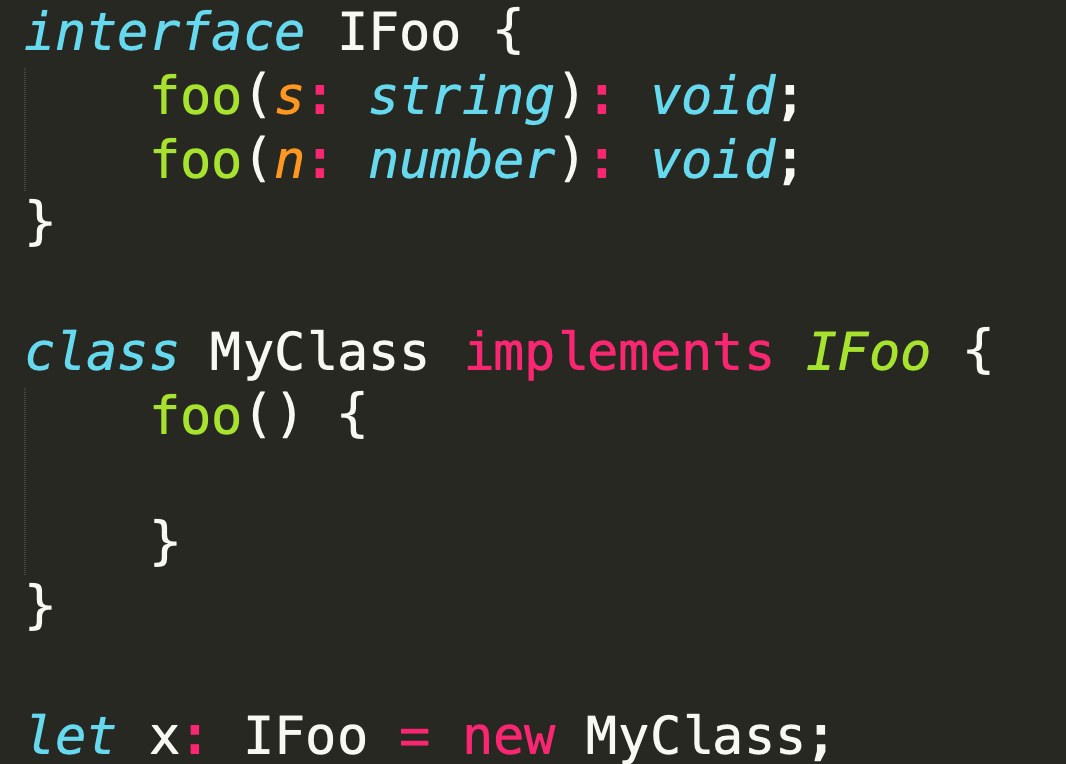 interface IFoo {
foo(s: string): void;
foo(n: number): void;
}
class MyClass implements IFoo {
foo() {
}
}
let x: IFoo = new MyClass;